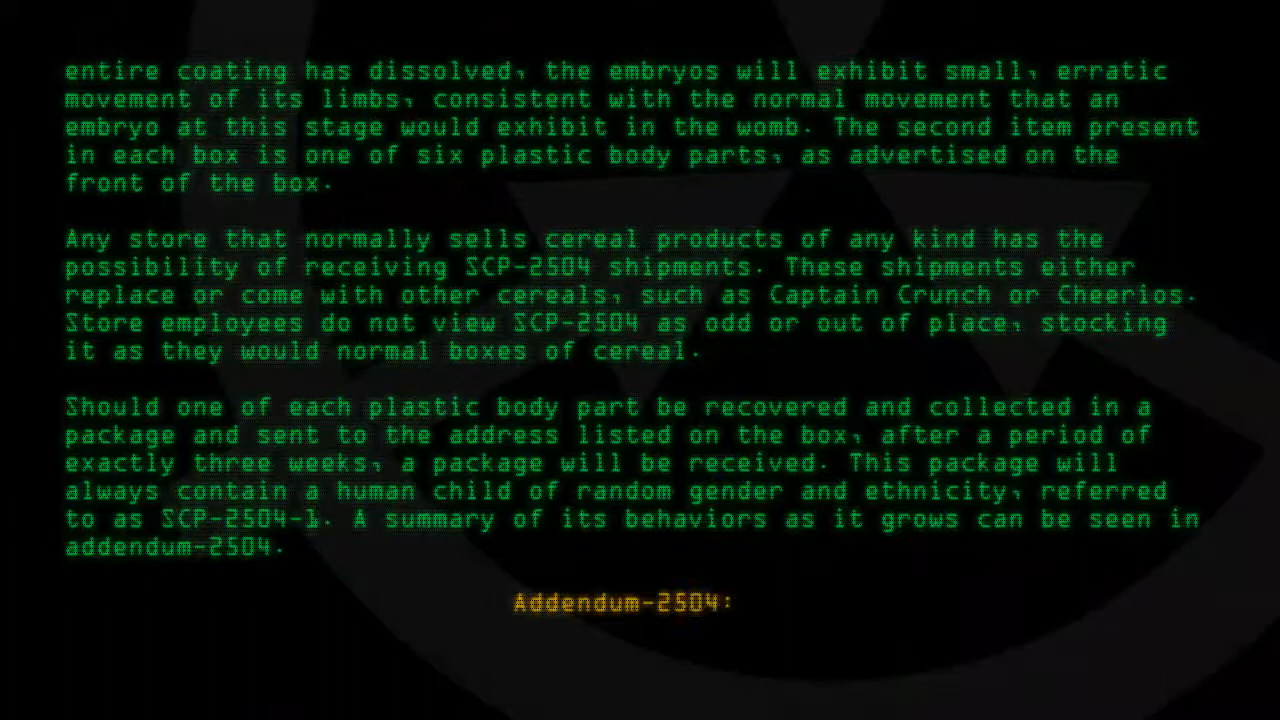 entire coating has dissolved, the embryos will exhibit small, erratic
movement of its limbs, consistent with the normal movement that an
embryo at this stage would exhibit in the womb. The second item present
in each box is one of six plastic body parts, as advertised on the
front of the box.
Any store that normally sells cereal products of any kind has the
possibility of receiving SCP-2504 shipments. These shipments either
replace or come with other cereals, such as Captain Crunch or Cheerios.
Store employees do not view SCP-2504 as odd or out of place, stocking
it as they would normal boxes of cereal.
Should one of each plastic body part be recovered and collected in a
package and sent to the address listed on the box, after a period of
exactly three weeks, a package will be received. This package will
always contain a human child of random gender and ethnicity, referred
to as SCP-2504-1. A summary of its behaviors as it grows can be seen in
addendum-2504.
Addendum-2504: